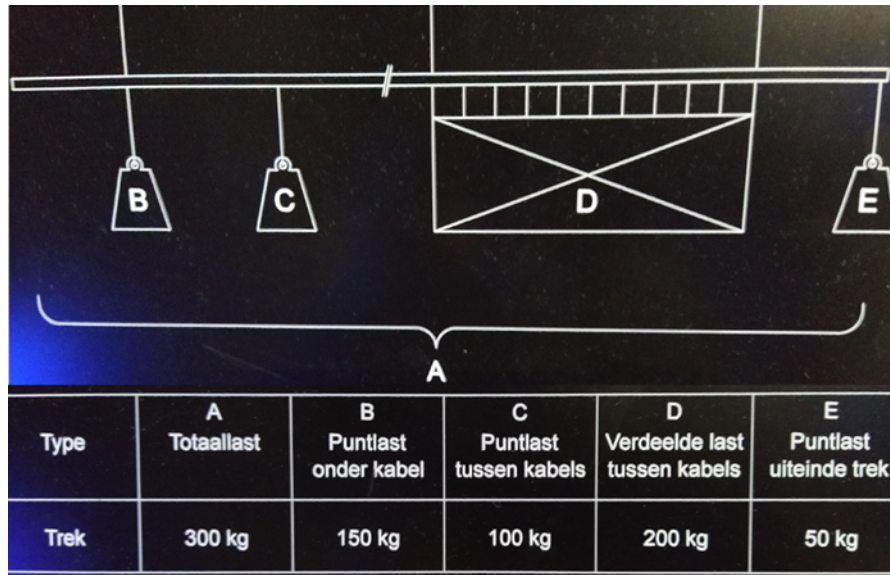 B
C
D
E
A
Type
A
Totaallast
B
Puntlast
onder kabel
C
Puntlast
tussen kabels
D
Verdeelde last
tussen kabels
E
Puntlast
uiteinde trek
Trek
300 kg
150 kg
100 kg
200 kg
50 kg